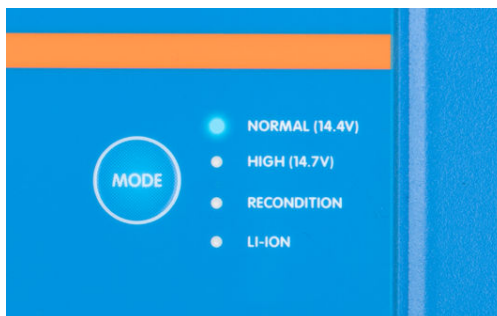 MODE
NORMAL (14.4V)
HIGH (14.7V)
RECONDITION
LI-ION